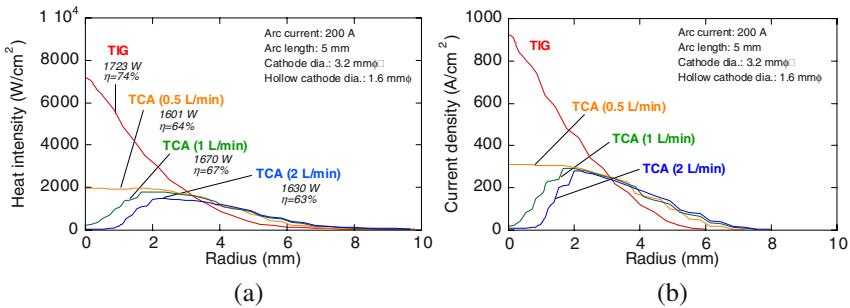 1 10⁴
8000
6000
4000
2000
0
Heat intensity (W/cm²)
0 2 4 6 8 10
Radius (mm)
Arc current: 200 A
Arc length: 5 mm
Cathode dia.: 3.2 mmϕ□
Hollow cathode dia.: 1.6 mmϕ
TIG
1723 W
η=74%
TCA (0.5 L/min)
1601 W
η=64%
TCA (1 L/min)
1670 W
η=67%
TCA (2 L/min)
1630 W
η=63%
(a)
1000
800
600
400
200
0
Current density (A/cm²)
0 2 4 6 8 10
Radius (mm)
Arc current: 200 A
Arc length: 5 mm
Cathode dia.: 3.2 mmϕ□
Hollow cathode dia.: 1.6 mmϕ
TIG
TCA (0.5 L/min)
TCA (1 L/min)
TCA (2 L/min)
(b)